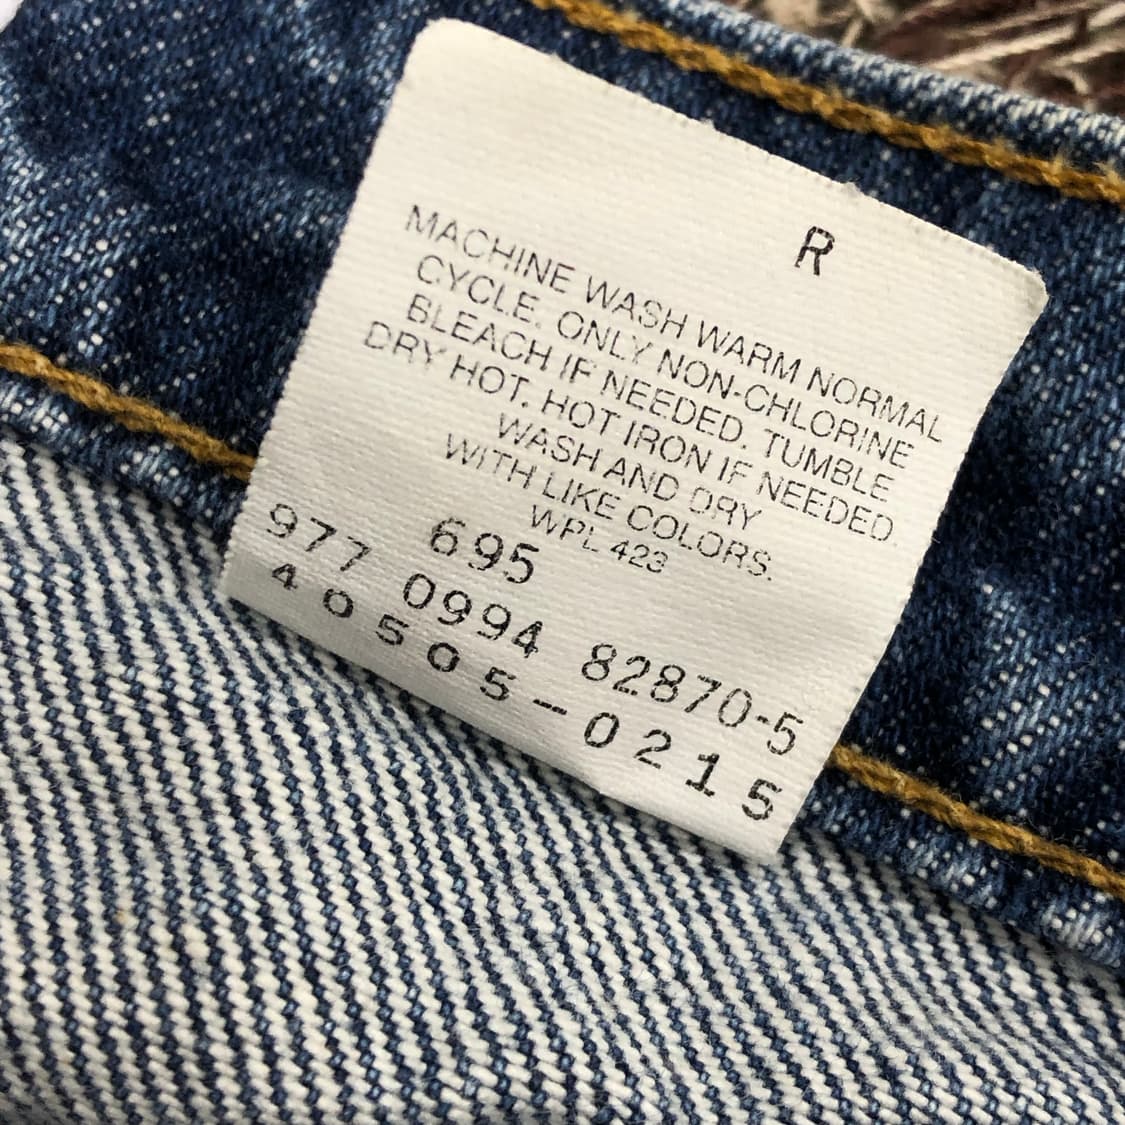 R
MACHINE WASH WARM NORMAL
CYCLE. ONLY NON-CHLORINE
BLEACH IF NEEDED. TUMBLE
DRY HOT. HOT IRON IF NEEDED.
WASH AND DRY
WITH LIKE COLORS.
WPL 423
695
977 0994 82870-5
40505-0215